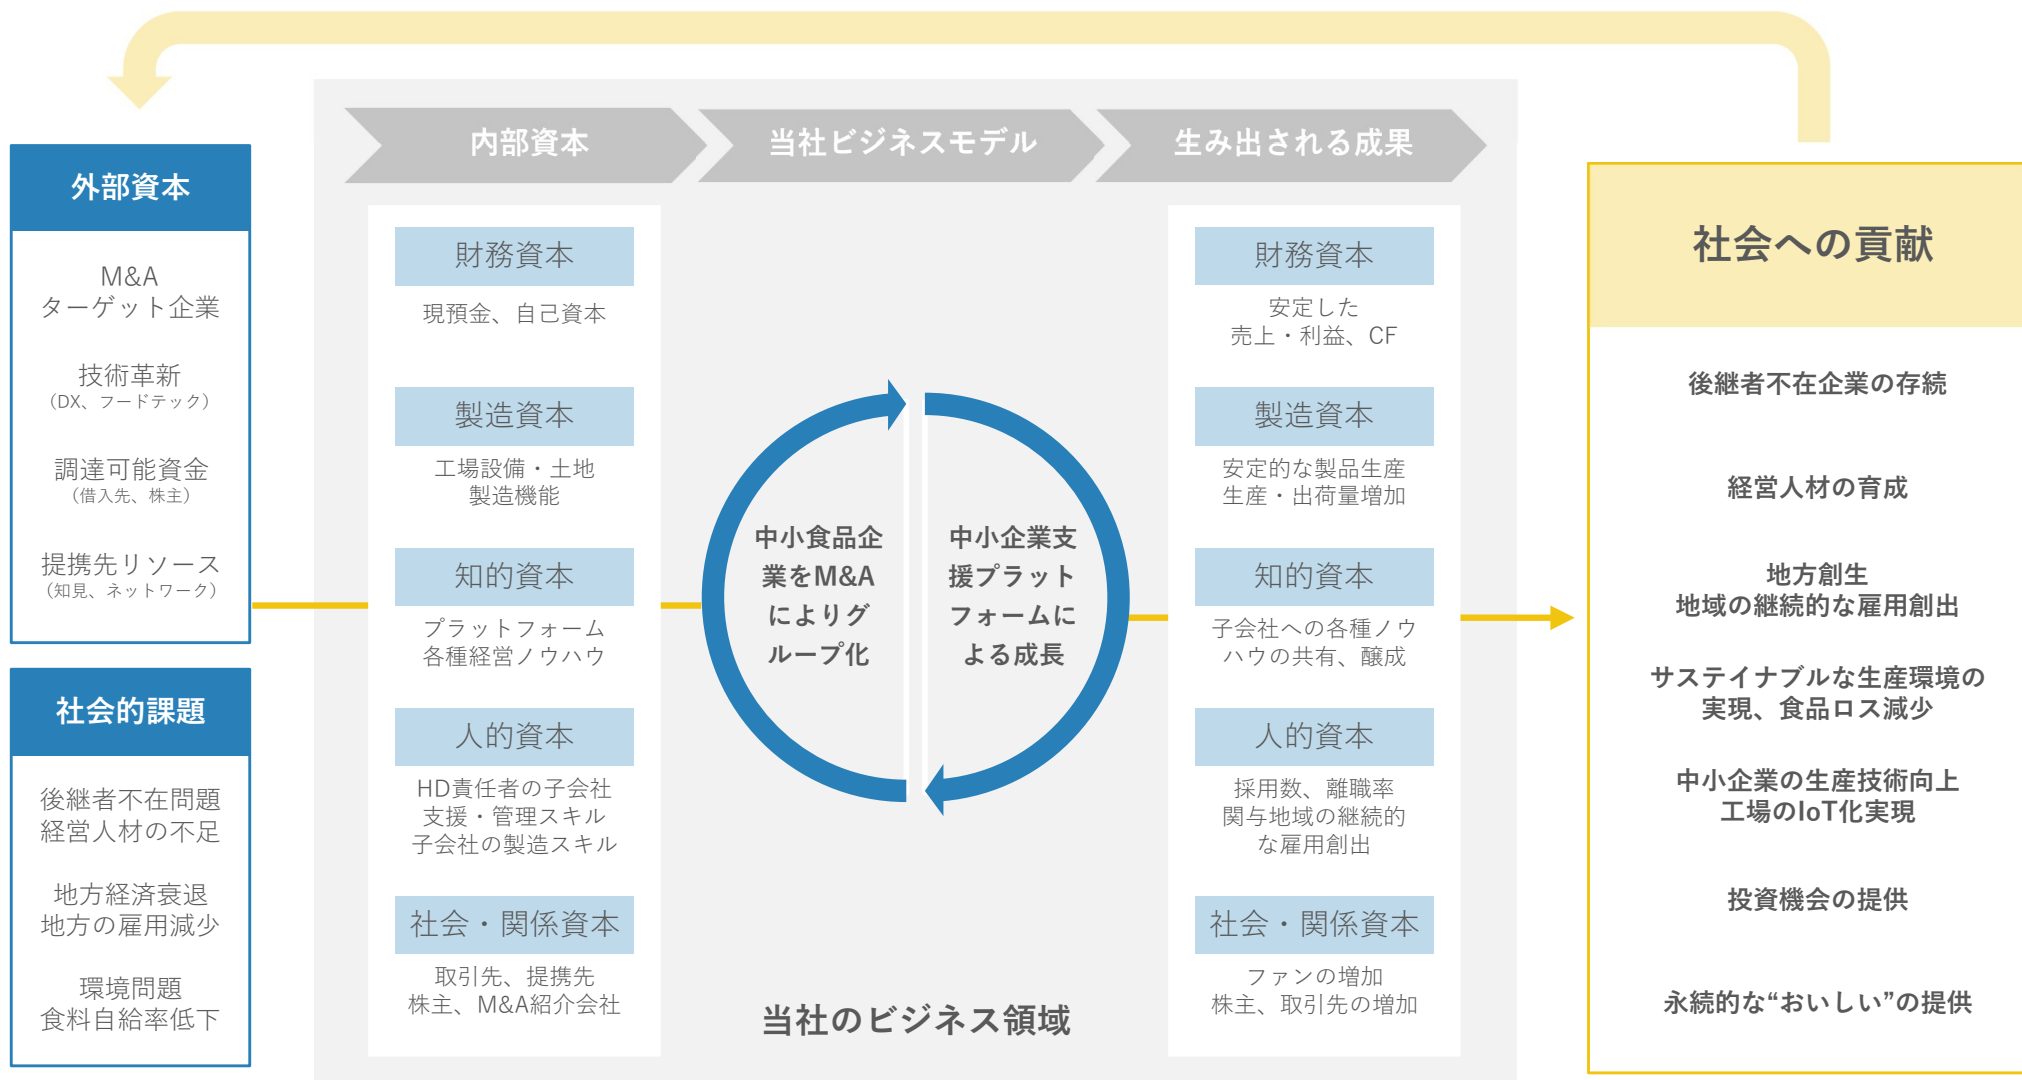 外部資本
M&A
ターゲット企業
技術革新
(DX、フードテック)
調達可能資金
(借入先、株主)
提携先リソース
(知見、ネットワーク)
社会的課題
後継者不在問題
経営人材の不足
地方経済衰退
地方の雇用減少
環境問題
食料自給率低下
内部資本
財務資本
現預金、自己資本
製造資本
工場設備・土地
製造機能
知的資本
プラットフォーム
各種経営ノウハウ
人的資本
HD責任者の子会社
支援・管理スキル
子会社の製造スキル
社会・関係資本
取引先、提携先
株主、M&A紹介会社
当社ビジネスモデル
中小食品企
業をM&A
によりグ
ループ化
中小企業支
援プラット
フォームに
よる成長
当社のビジネス領域
生み出される成果
財務資本
安定した
売上・利益、CF
製造資本
安定的な製品生産
生産・出荷量増加
知的資本
子会社への各種ノウ
ハウの共有、醸成
人的資本
採用数、離職率
関与地域の継続的
な雇用創出
社会・関係資本
ファンの増加
株主、取引先の増加
社会への貢献
後継者不在企業の存続
経営人材の育成
地方創生
地域の継続的な雇用創出
サステイナブルな生産環境の
実現、食品ロス減少
中小企業の生産技術向上
工場のIoT化実現
投資機会の提供
永続的な“おいしい”の提供